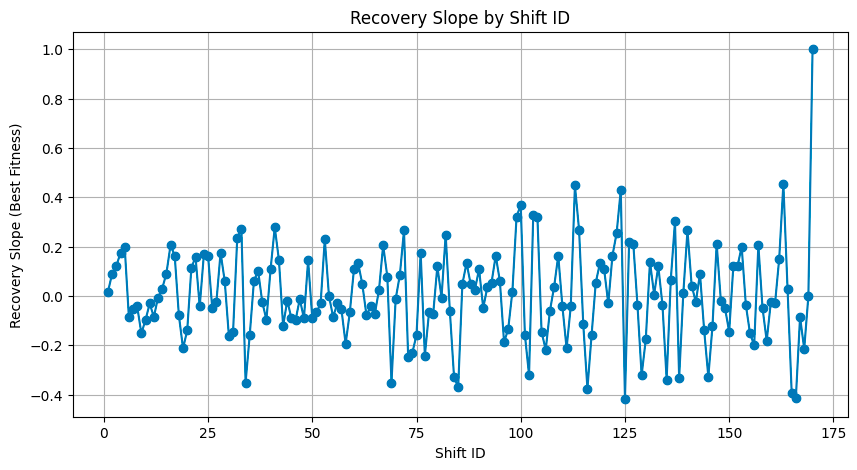 Recovery Slope by Shift ID
Recovery Slope (Best Fitness)
1.0
0.8
0.6
0.4
0.2
0.0
−0.2
−0.4
0 25 50 75 100 125 150 175
Shift ID